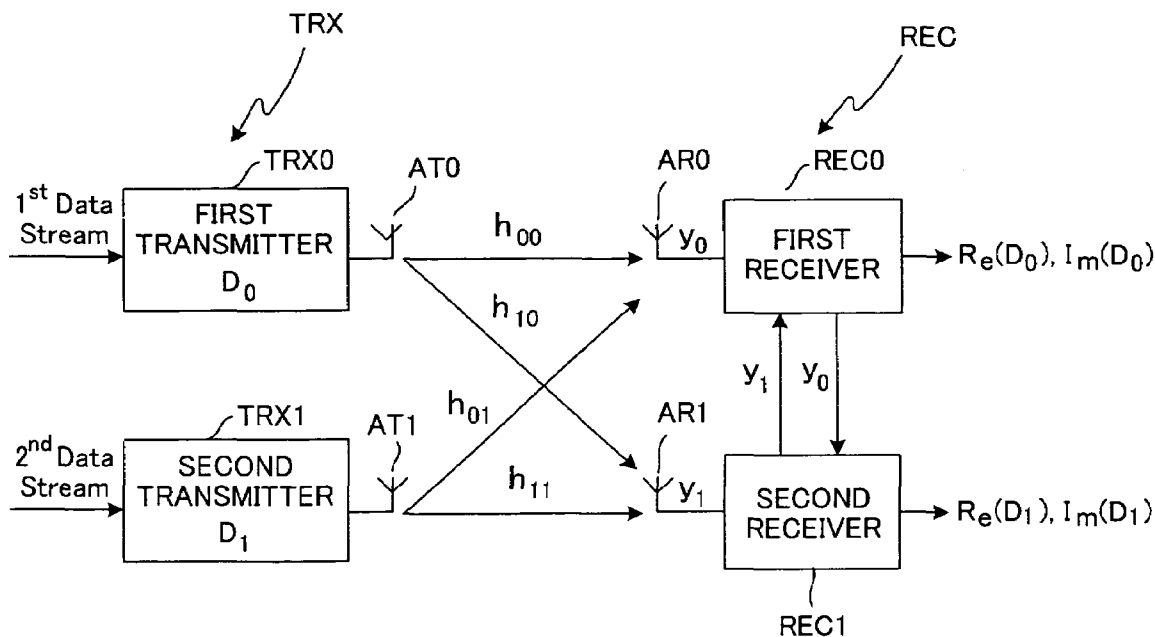 TRX
REC
TRX0
AT0
AR0
REC0
1st Data
Stream
FIRST
TRANSMITTER
D0
h00
y0
FIRST
RECEIVER
Re(D0), Im(D0)
h10
y1
y0
h01
TRX1
AT1
AR1
2nd Data
Stream
SECOND
TRANSMITTER
D1
h11
y1
SECOND
RECEIVER
Re(D1), Im(D1)
REC1